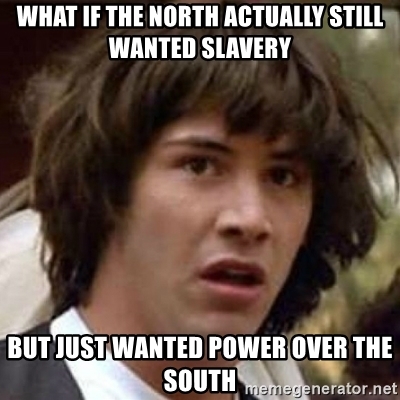 WHAT IF THE NORTH ACTUALLY STILL
WANTED SLAVERY
BUT JUST WANTED POWER OVER THE
SOUTH
memegenerator.net